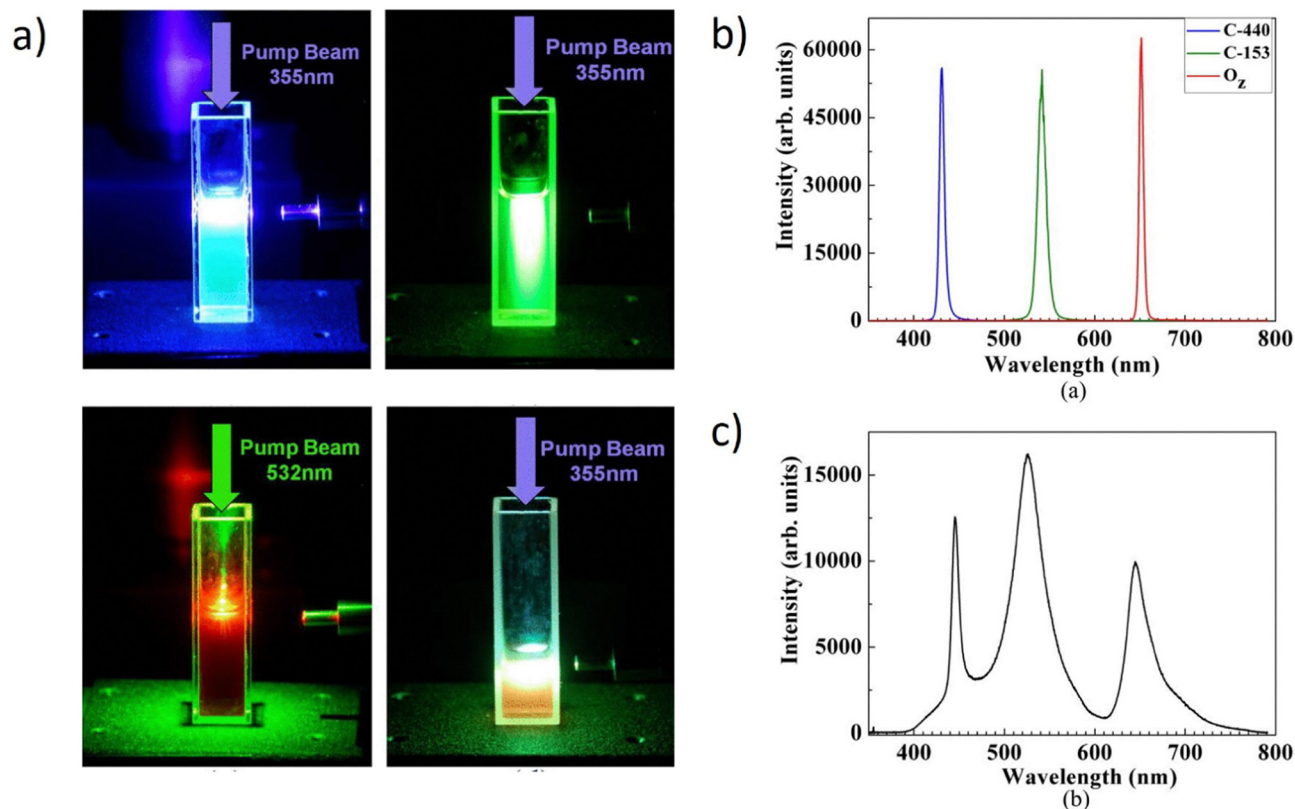 a)
Pump Beam
355nm
Pump Beam
355nm
Pump Beam
532nm
Pump Beam
355nm
b)
C-440
C-153
Oz
60000
45000
30000
15000
0
Intensity (arb. units)
400 500 600 700 800
Wavelength (nm)
(a)
c)
15000
10000
5000
0
Intensity (arb. units)
400 500 600 700 800
Wavelength (nm)
(b)